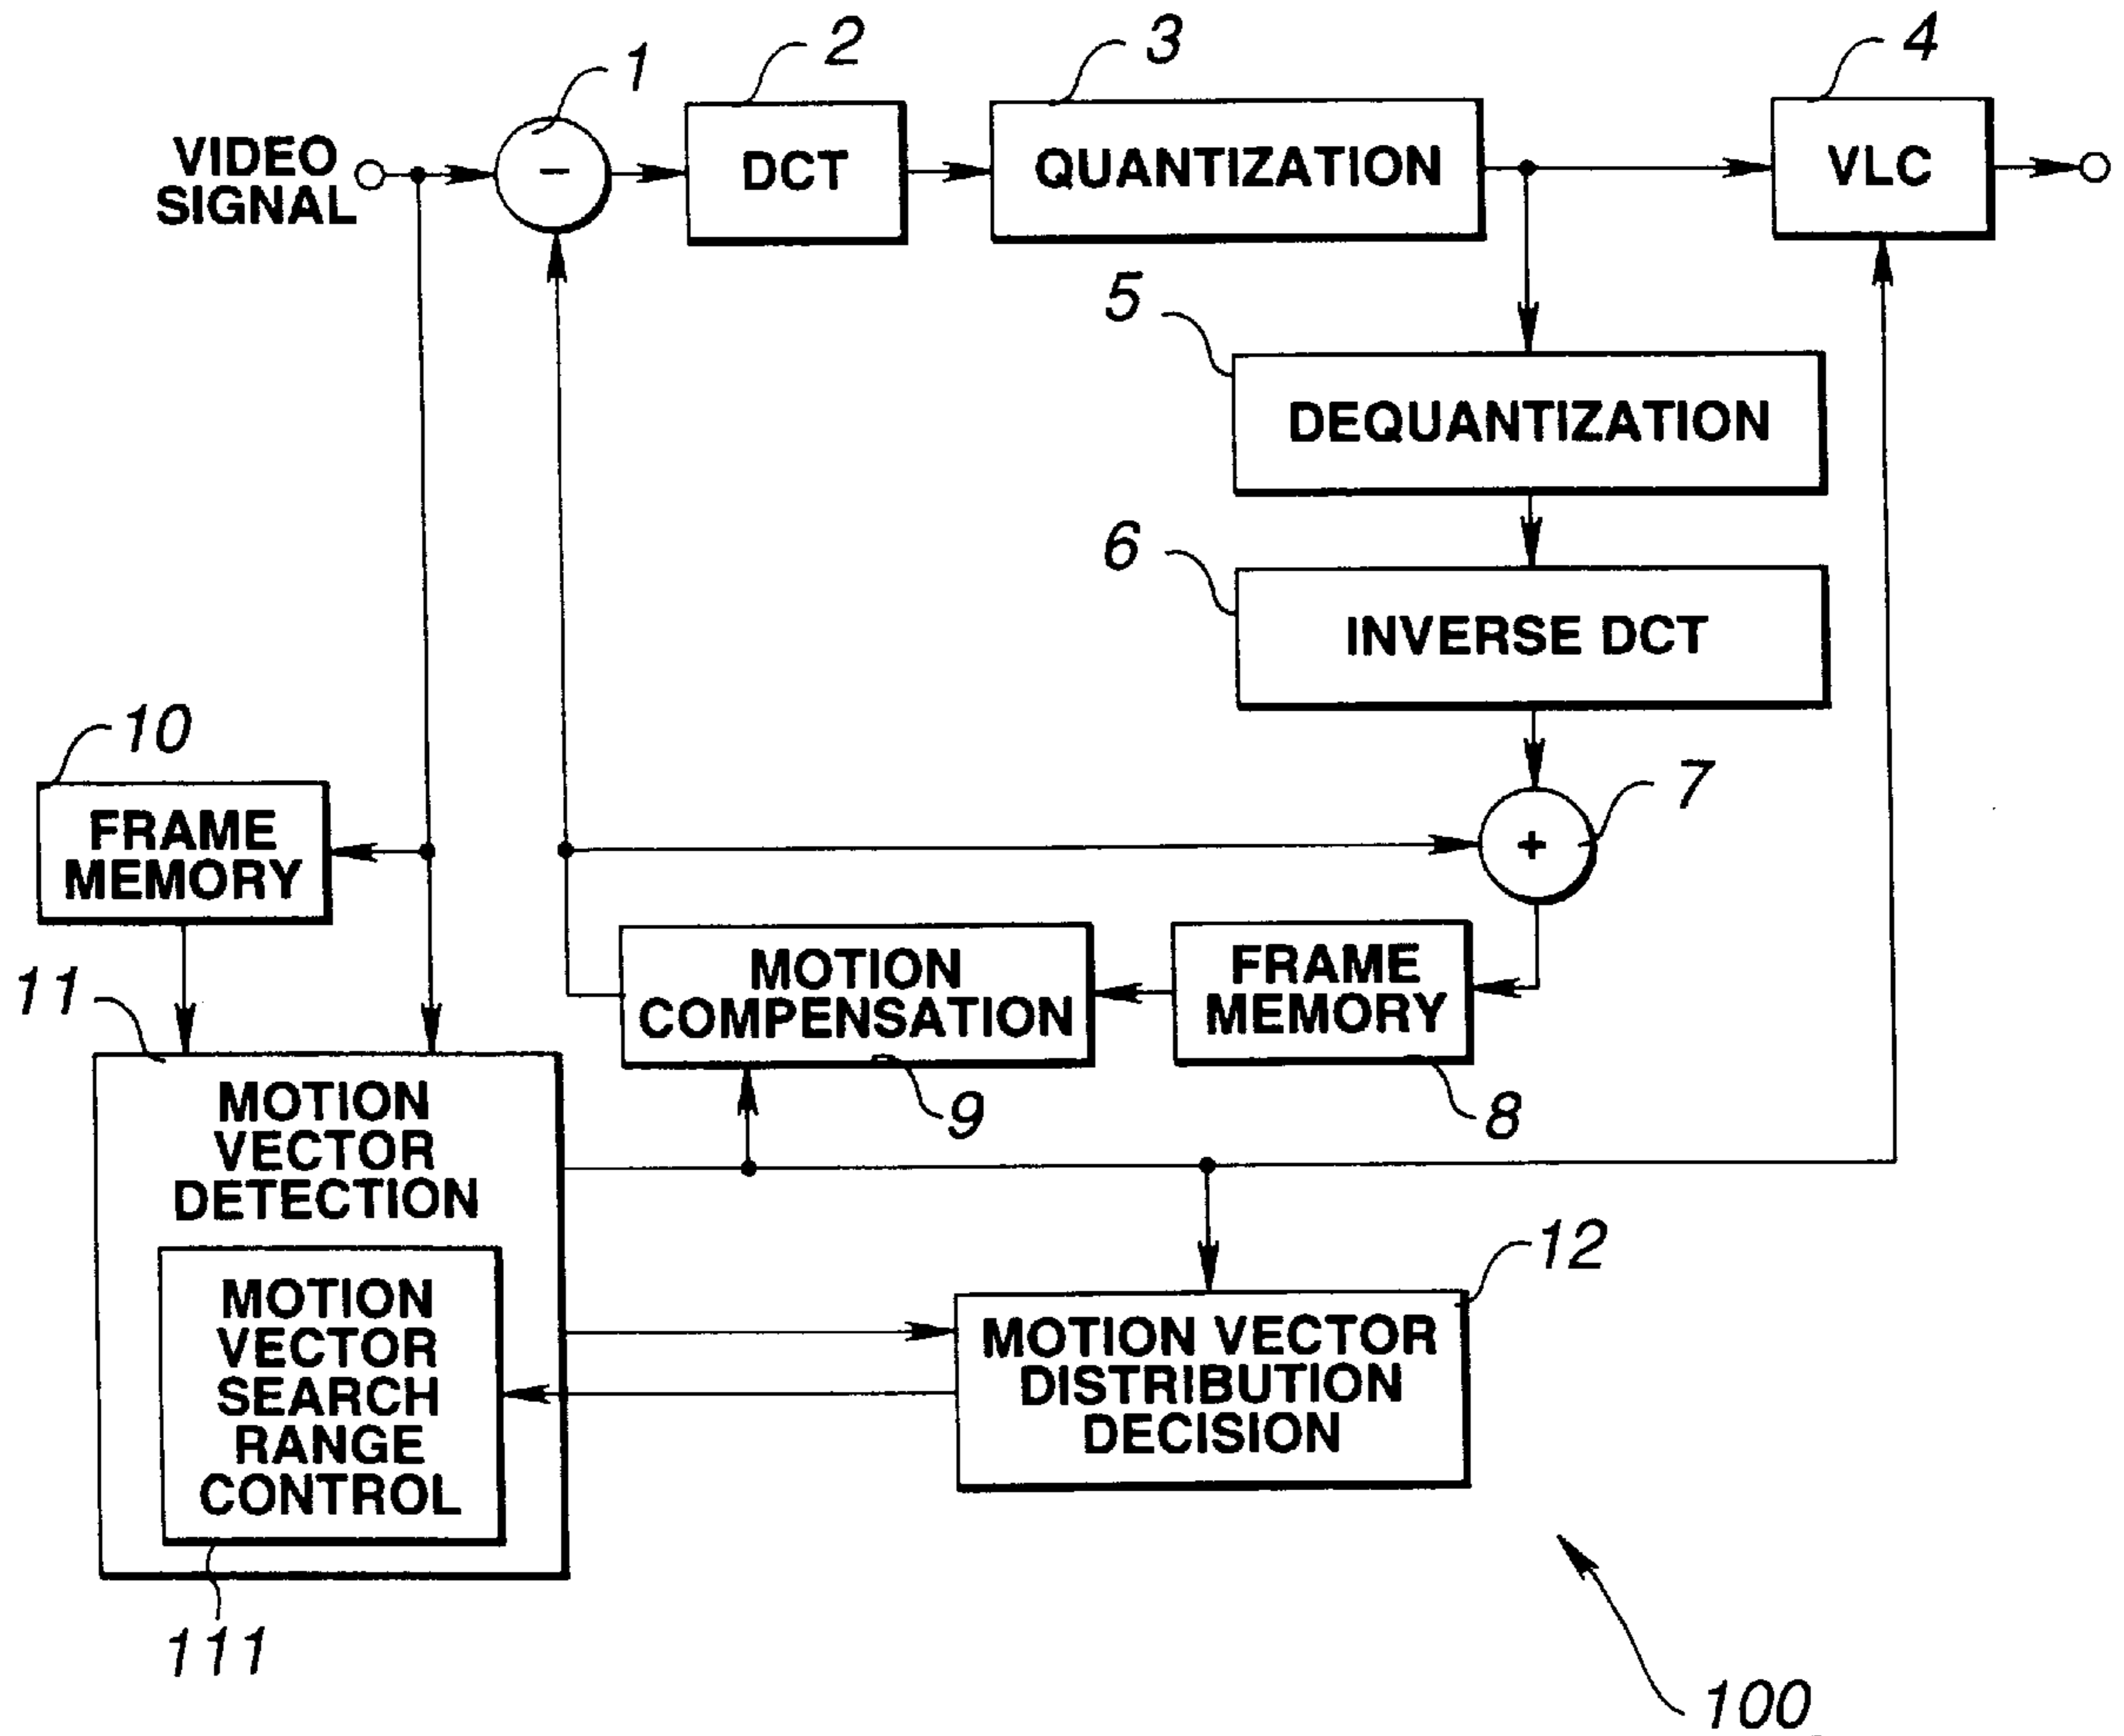 1
2
3
4
VIDEO
SIGNAL
−
DCT
QUANTIZATION
VLC
5
DEQUANTIZATION
6
INVERSE DCT
10
7
FRAME
MEMORY
+
11
MOTION
COMPENSATION
FRAME
MEMORY
9
8
MOTION
VECTOR
DETECTION
12
MOTION
VECTOR
SEARCH
RANGE
CONTROL
MOTION VECTOR
DISTRIBUTION
DECISION
111
100